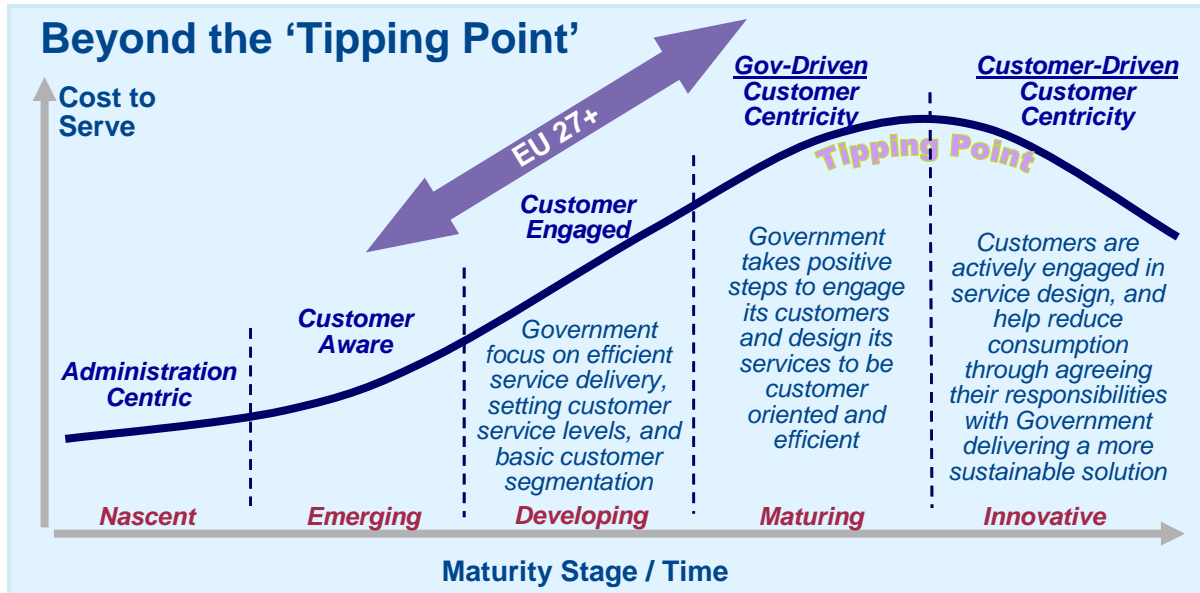 Beyond the ‘Tipping Point’
Cost to
Serve
EU 27+
Gov-Driven
Customer
Centricity
Customer-Driven
Customer
Centricity
Tipping Point
Customer
Engaged
Customer
Aware
Administration
Centric
Government
focus on efficient
service delivery,
setting customer
service levels, and
basic customer
segmentation
Government
takes positive
steps to engage
its customers
and design its
services to be
customer
oriented and
efficient
Customers are
actively engaged in
service design, and
help reduce
consumption
through agreeing
their responsibilities
with Government
delivering a more
sustainable solution
Nascent
Emerging
Developing
Maturing
Innovative
Maturity Stage / Time